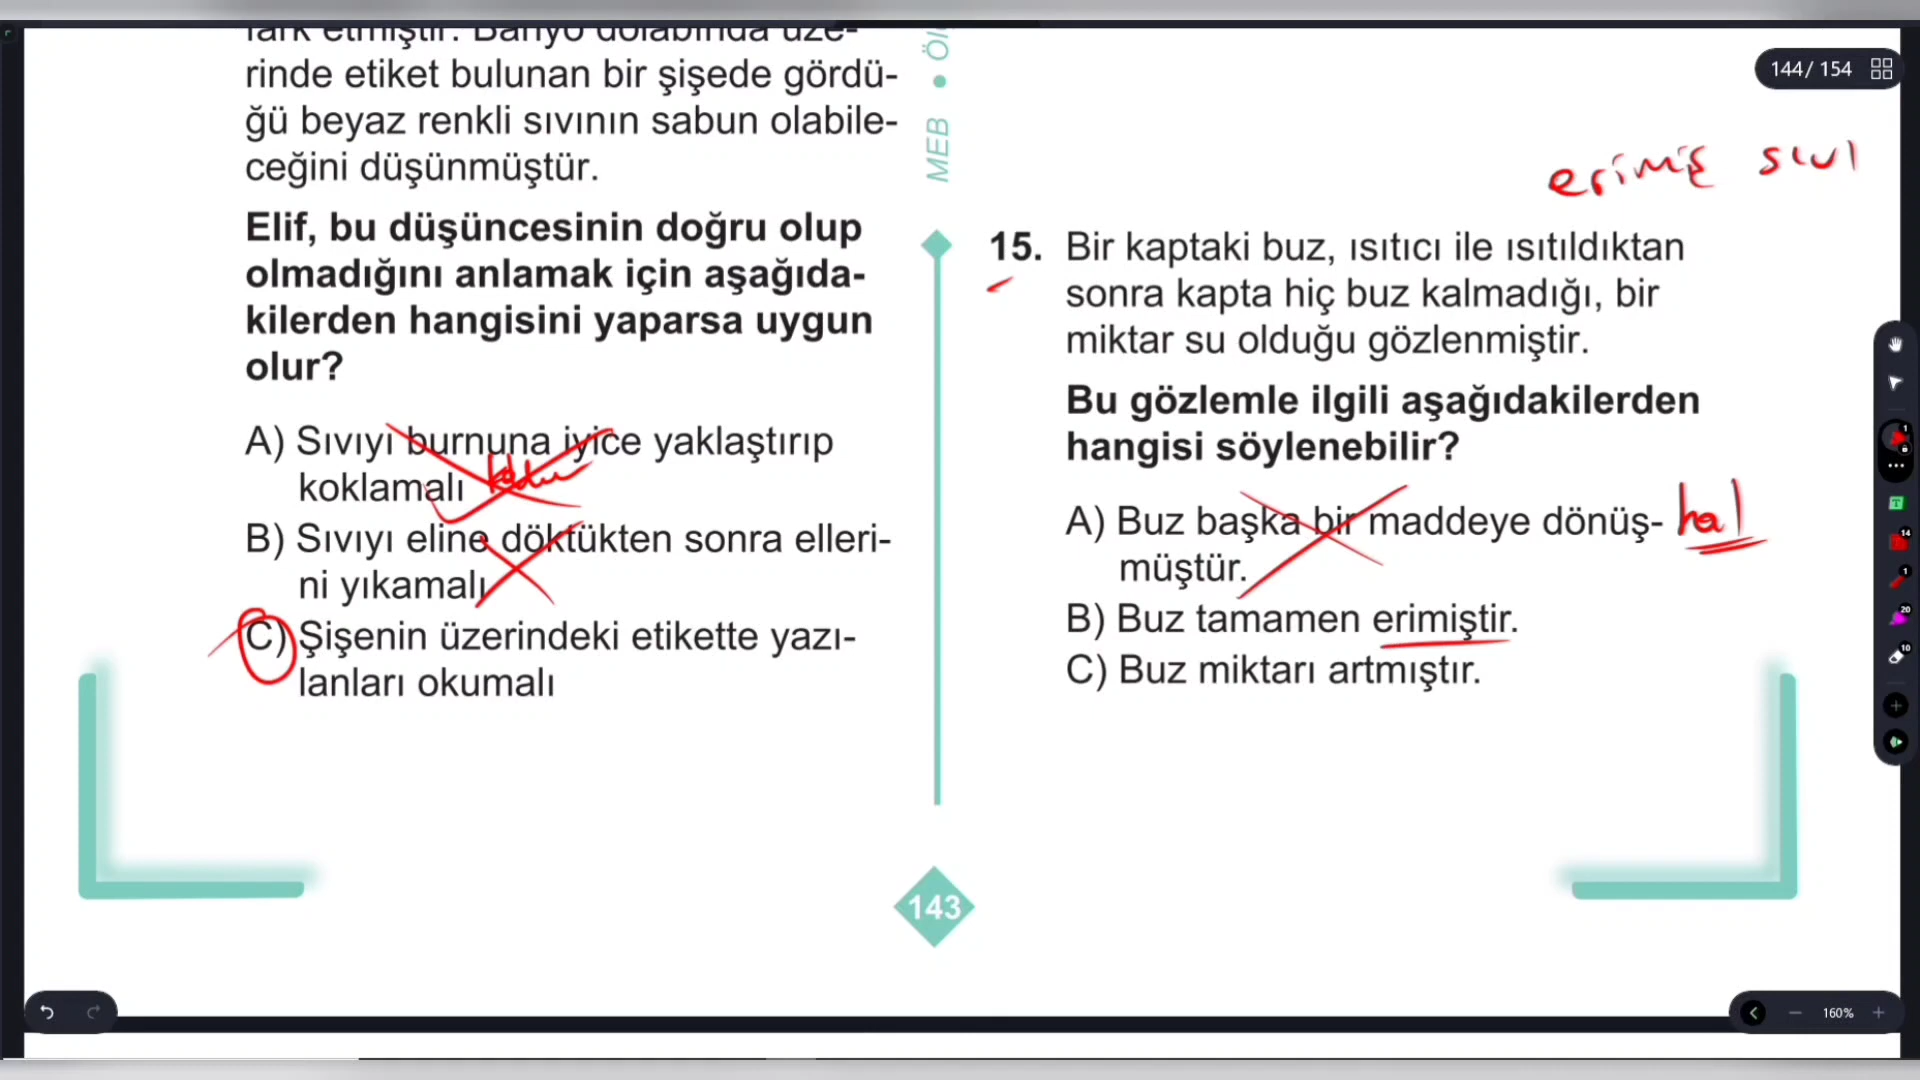 rinde etiket bulunan bir şişede gördü-
ğü beyaz renkli sıvının sabun olabile-
ceğini düşünmüştür.
Elif, bu düşüncesinin doğru olup
olmadığını anlamak için aşağıda-
kilerden hangisini yaparsa uygun
olur?
A) Sıvıyı burnuna iyice yaklaştırıp
koklamalı
B) Sıvıyı eline döktükten sonra elleri-
ni yıkamalı
C) Şişenin üzerindeki etikette yazı-
lanları okumalı
MEB ● Öl
144/ 154
erimiş sıvı
15. Bir kaptaki buz, ısıtıcı ile ısıtıldıktan
sonra kapta hiç buz kalmadığı, bir
miktar su olduğu gözlenmiştir.
Bu gözlemle ilgili aşağıdakilerden
hangisi söylenebilir?
A) Buz başka bir maddeye dönüş- hal
müştür.
B) Buz tamamen erimiştir.
C) Buz miktarı artmıştır.
143
160%